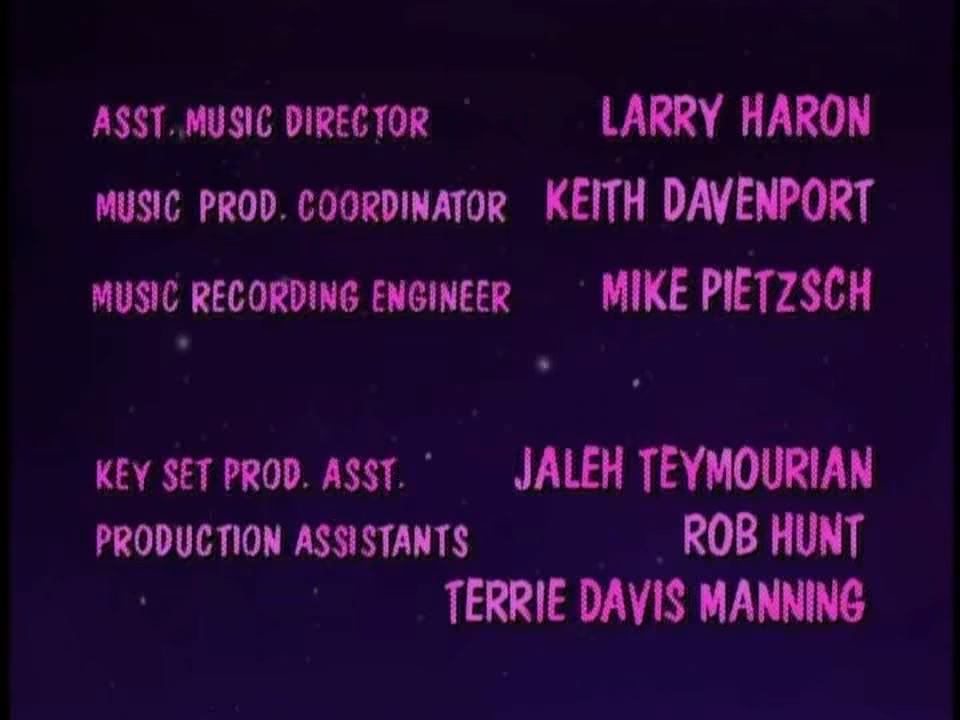 ASST. MUSIC DIRECTOR LARRY HARON
MUSIC PROD. COORDINATOR KEITH DAVENPORT
MUSIC RECORDING ENGINEER MIKE PIETZSCH
KEY SET PROD. ASST. JALEH TEYMOURIAN
PRODUCTION ASSISTANTS ROB HUNT
TERRIE DAVIS MANNING